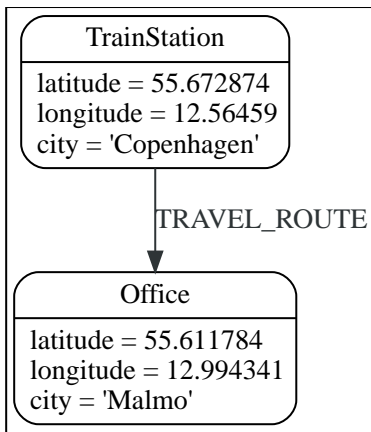 TrainStation
latitude = 55.672874
longitude = 12.56459
city = 'Copenhagen'
TRAVEL_ROUTE
Office
latitude = 55.611784
longitude = 12.994341
city = 'Malmo'